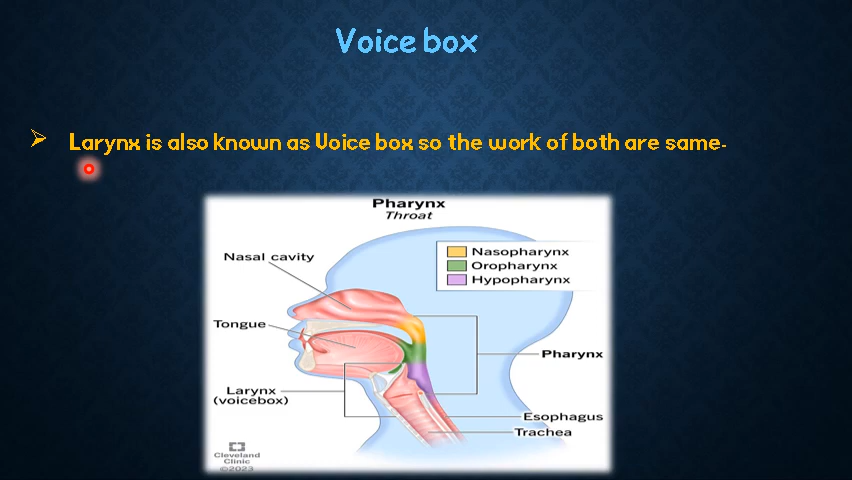 Voice box
Larynx is also known as Voice box so the work of both are same.
Pharynx
Throat
Nasal cavity
Nasopharynx
Oropharynx
Hypopharynx
Tongue
Pharynx
Larynx
(voicebox)
Esophagus
Trachea
Cleveland
Clinic
©2023